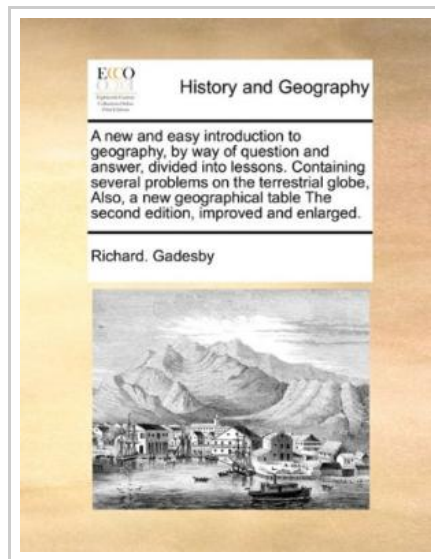 ECCO
History and Geography
A new and easy introduction to
geography, by way of question and
answer, divided into lessons. Containing
several problems on the terrestrial globe,
Also, a new geographical table The
second edition, improved and enlarged.
Richard. Gadesby